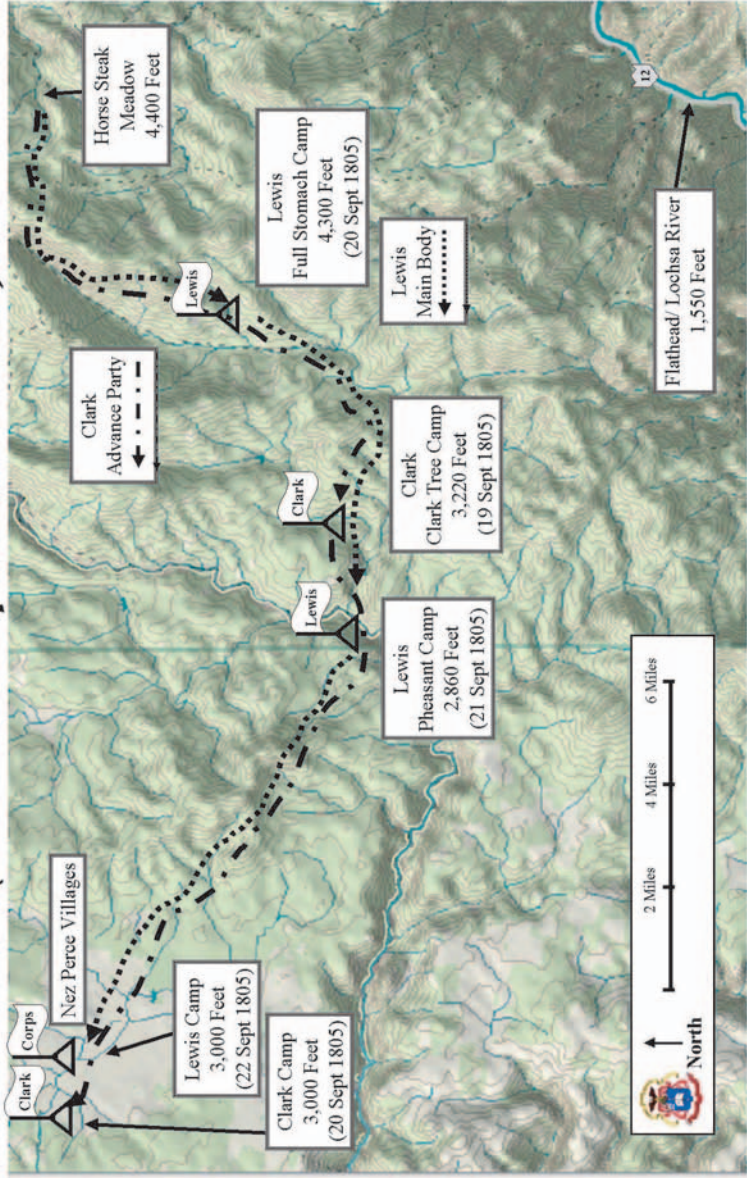 Clark
Corps
Nez Perce Villages
Lewis Camp
3,000 Feet
(22 Sept 1805)
Clark Camp
3,000 Feet
(20 Sept 1805)
Clark
Advance Party
Lewis
Clark
Lewis
Horse Steak
Meadow
4,400 Feet
Lewis
Full Stomach Camp
4,300 Feet
(20 Sept 1805)
Lewis
Main Body
Clark
Clark Tree Camp
3,220 Feet
(19 Sept 1805)
Lewis
Pheasant Camp
2,860 Feet
(21 Sept 1805)
12
Flathead/ Lochsa River
1,550 Feet
North
2 Miles
4 Miles
6 Miles